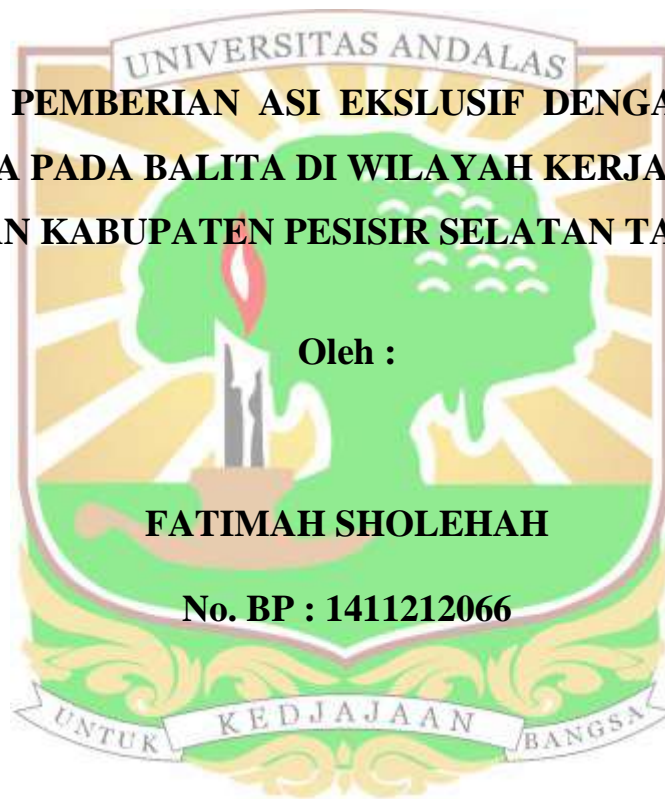 UNIVERSITAS ANDALAS
PEMBERIAN ASI EKSLUSIF DENGA
A PADA BALITA DI WILAYAH KERJA
AN KABUPATEN PESISIR SELATAN TA
Oleh :
FATIMAH SHOLEHAH
No. BP : 1411212066
UNTUK KEDJAJAAN BANGSA